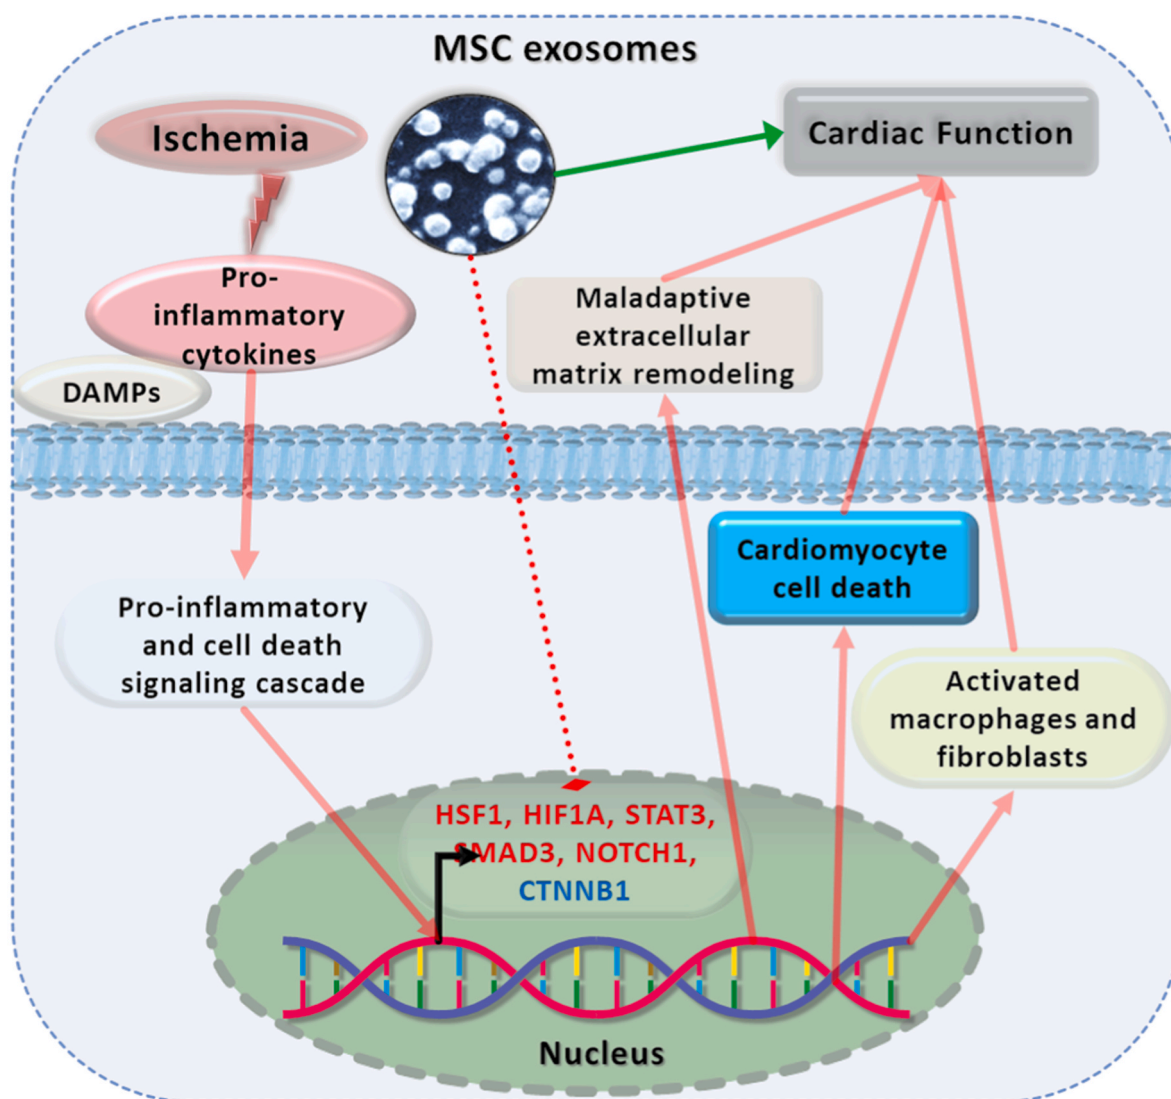 MSC exosomes
Ischemia
Cardiac Function
Pro-
inflammatory
cytokines
DAMPs
Maladaptive
extracellular
matrix remodeling
Cardiomyocyte
cell death
Pro-inflammatory
and cell death
signaling cascade
Activated
macrophages and
fibroblasts
HSF1, HIF1A, STAT3,
SMAD3, NOTCH1,
CTNNB1
Nucleus